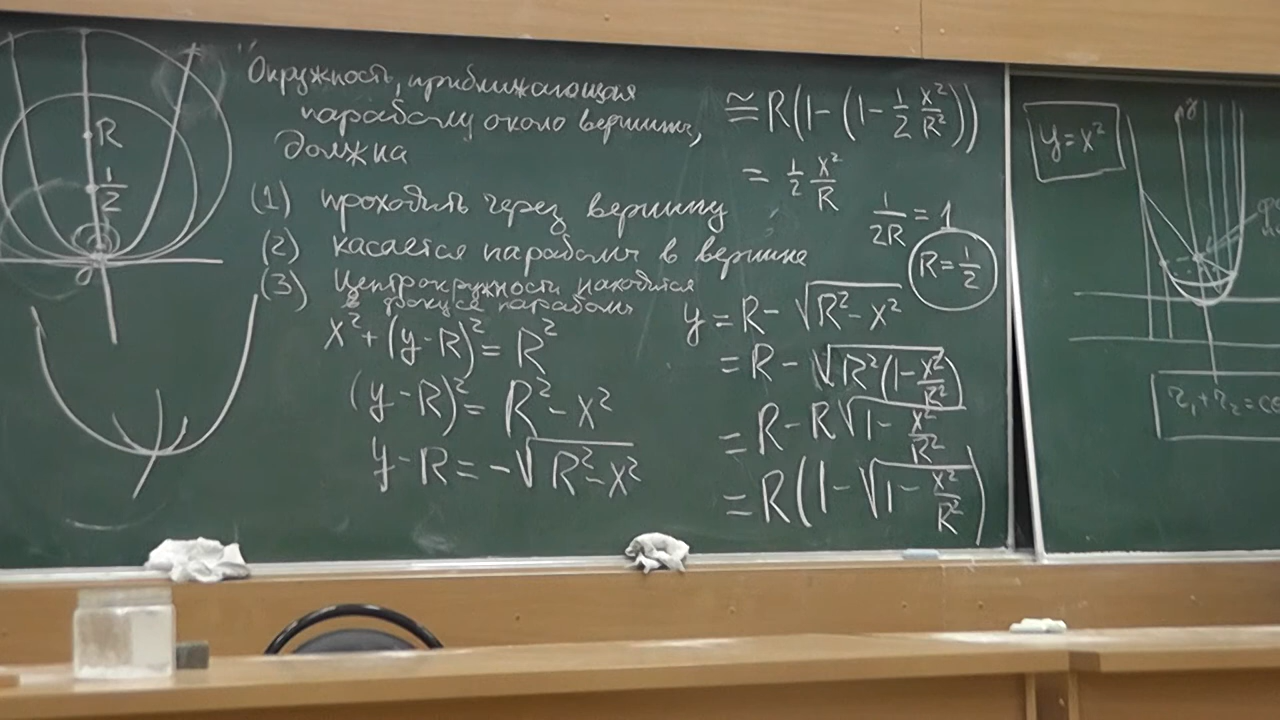 R
1/2
Окружность, приближающая
параболу около вершины,
должна
(1) проходить через вершину
(2) касается параболы в вершине
(3) Центр окружности находится
в фокусе параболы
x² + (y-R)² = R²
(y-R)² = R² - x²
y-R = -√(R²-x²)
≅ R(1-(1-1/2 x²/R²))
= 1/2 x²/R
1/2R = 1
R = 1/2
y = R - √(R²-x²)
= R - √(R²(1-x²/R²))
= R - R√(1-x²/R²)
= R(1-√(1-x²/R²))
y = x²